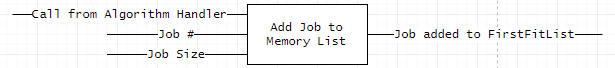 Call from Algorithm Handler
Job #
Job Size
Add Job to
Memory List
Job added to FirstFitList